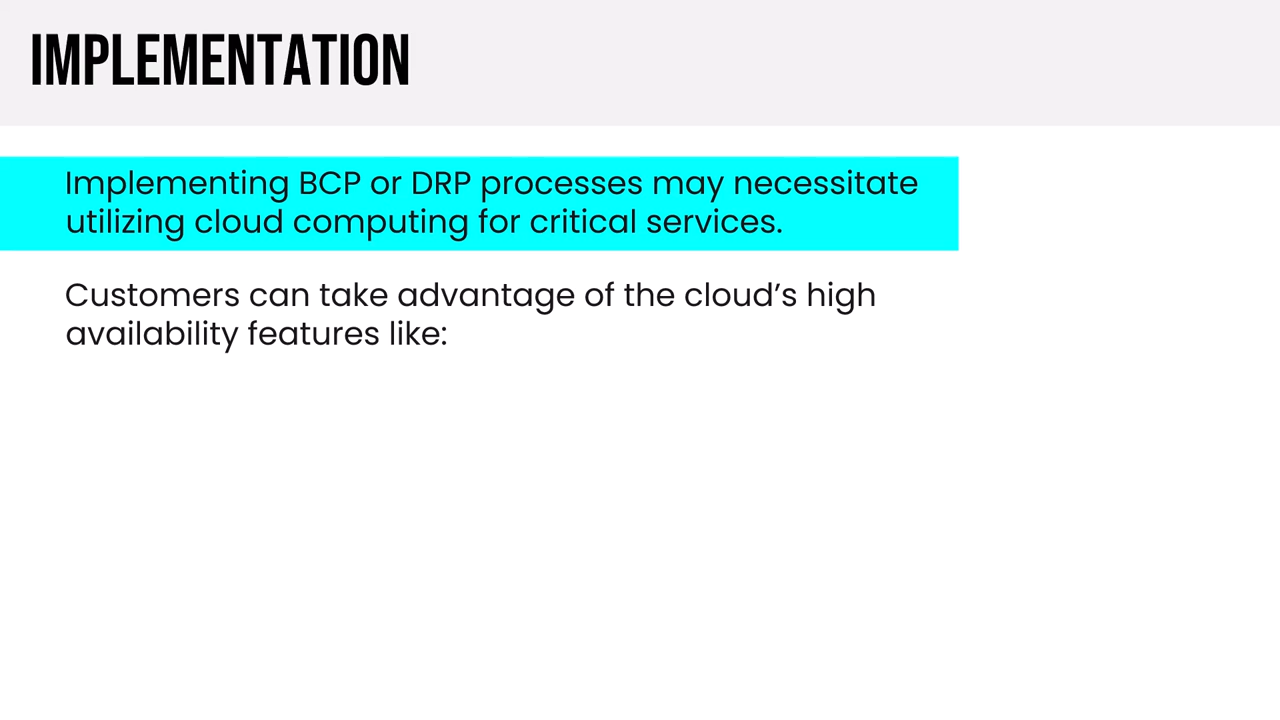 IMPLEMENTATION
Implementing BCP or DRP processes may necessitate
utilizing cloud computing for critical services.
Customers can take advantage of the cloud’s high
availability features like: